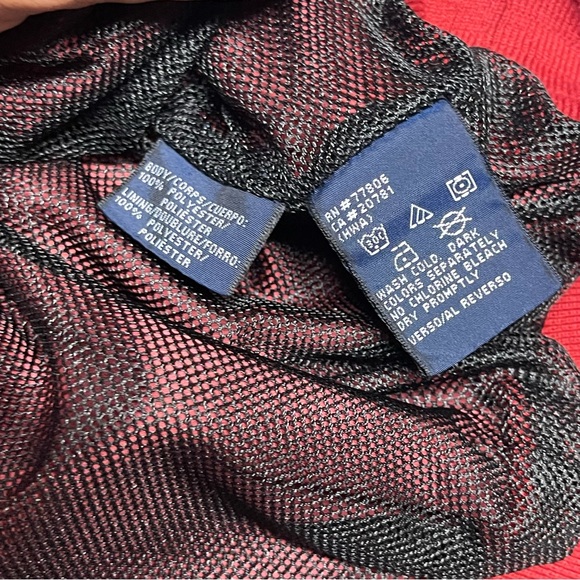 BODY/CORPS/CUERPO:
100% POLYESTER/
POLIESTER
LINING/DOUBLURE/FORRO:
100% POLYESTER/
POLIESTER
RN#77806
CA#20781
(HWA)
30
WASH COLD. DARK
COLORS SEPARATELY
NO CHLORINE BLEACH
DRY PROMPTLY
VERSO/AL REVERSO